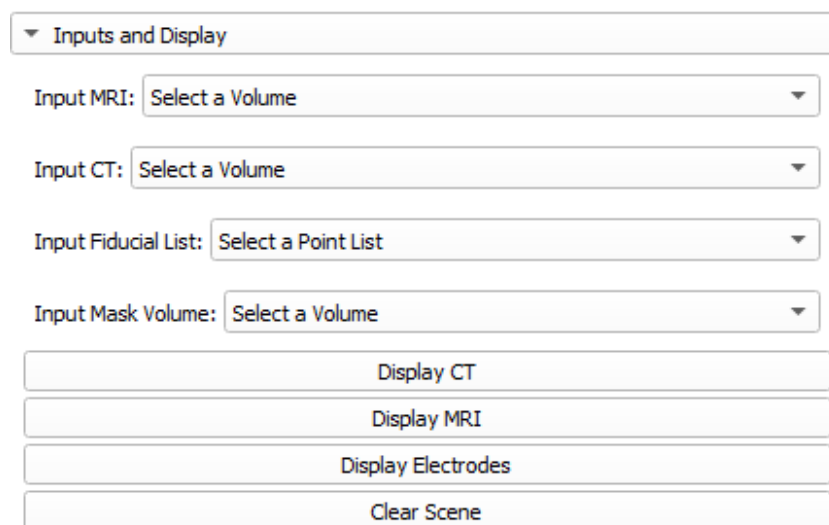 Inputs and Display
Input MRI: Select a Volume
Input CT: Select a Volume
Input Fiducial List: Select a Point List
Input Mask Volume: Select a Volume
Display CT
Display MRI
Display Electrodes
Clear Scene